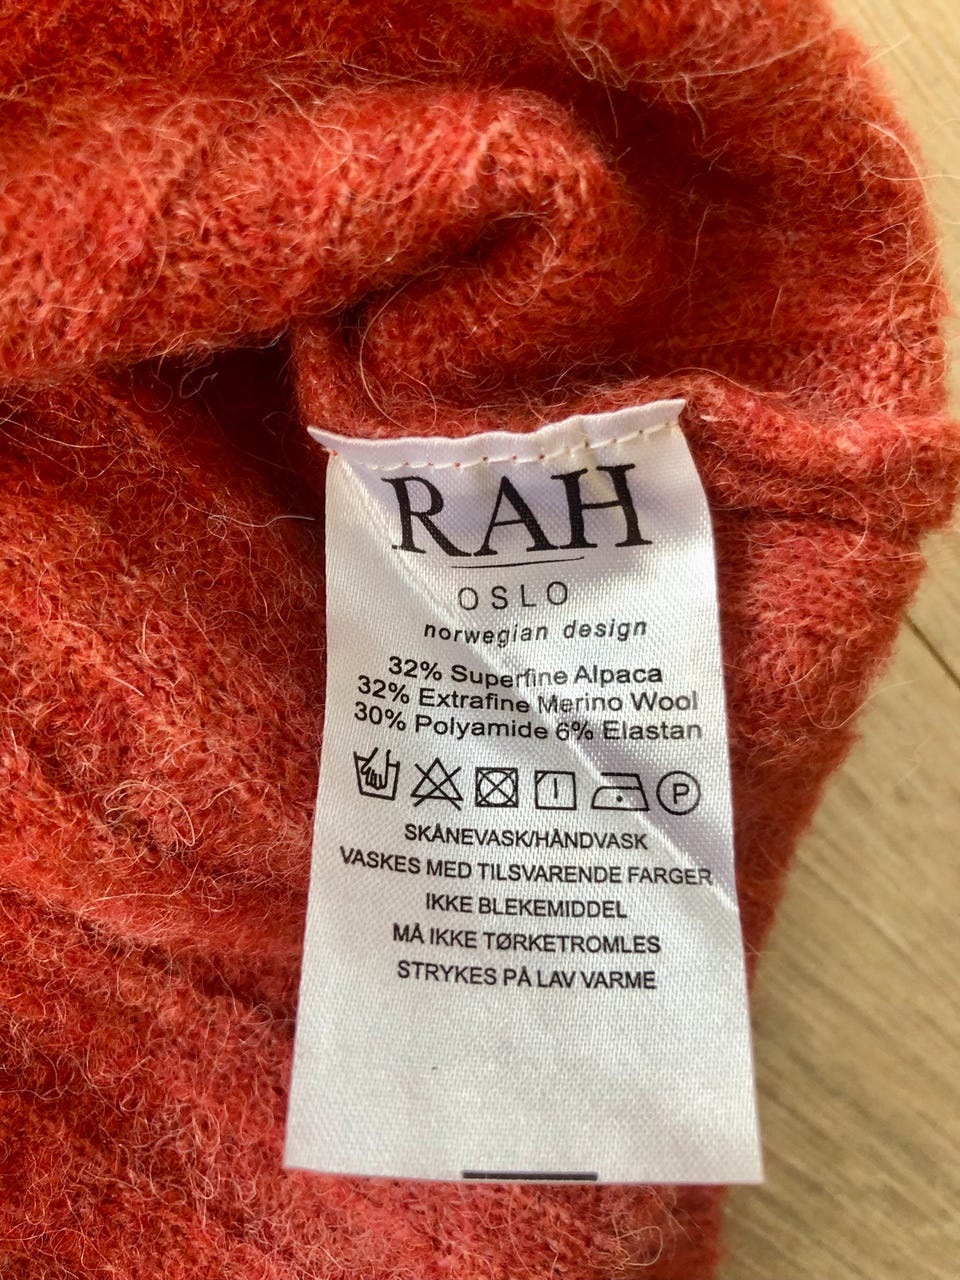 RAH
OSLO
norwegian design
32% Superfine Alpaca
32% Extrafine Merino Wool
30% Polyamide 6% Elastan
P
SKÅNEVASK/HÅNDVASK
VASKES MED TILSVARENDE FARGER
IKKE BLEKEMIDDEL
MÅ IKKE TØRKETROMLES
STRYKES PÅ LAV VARME